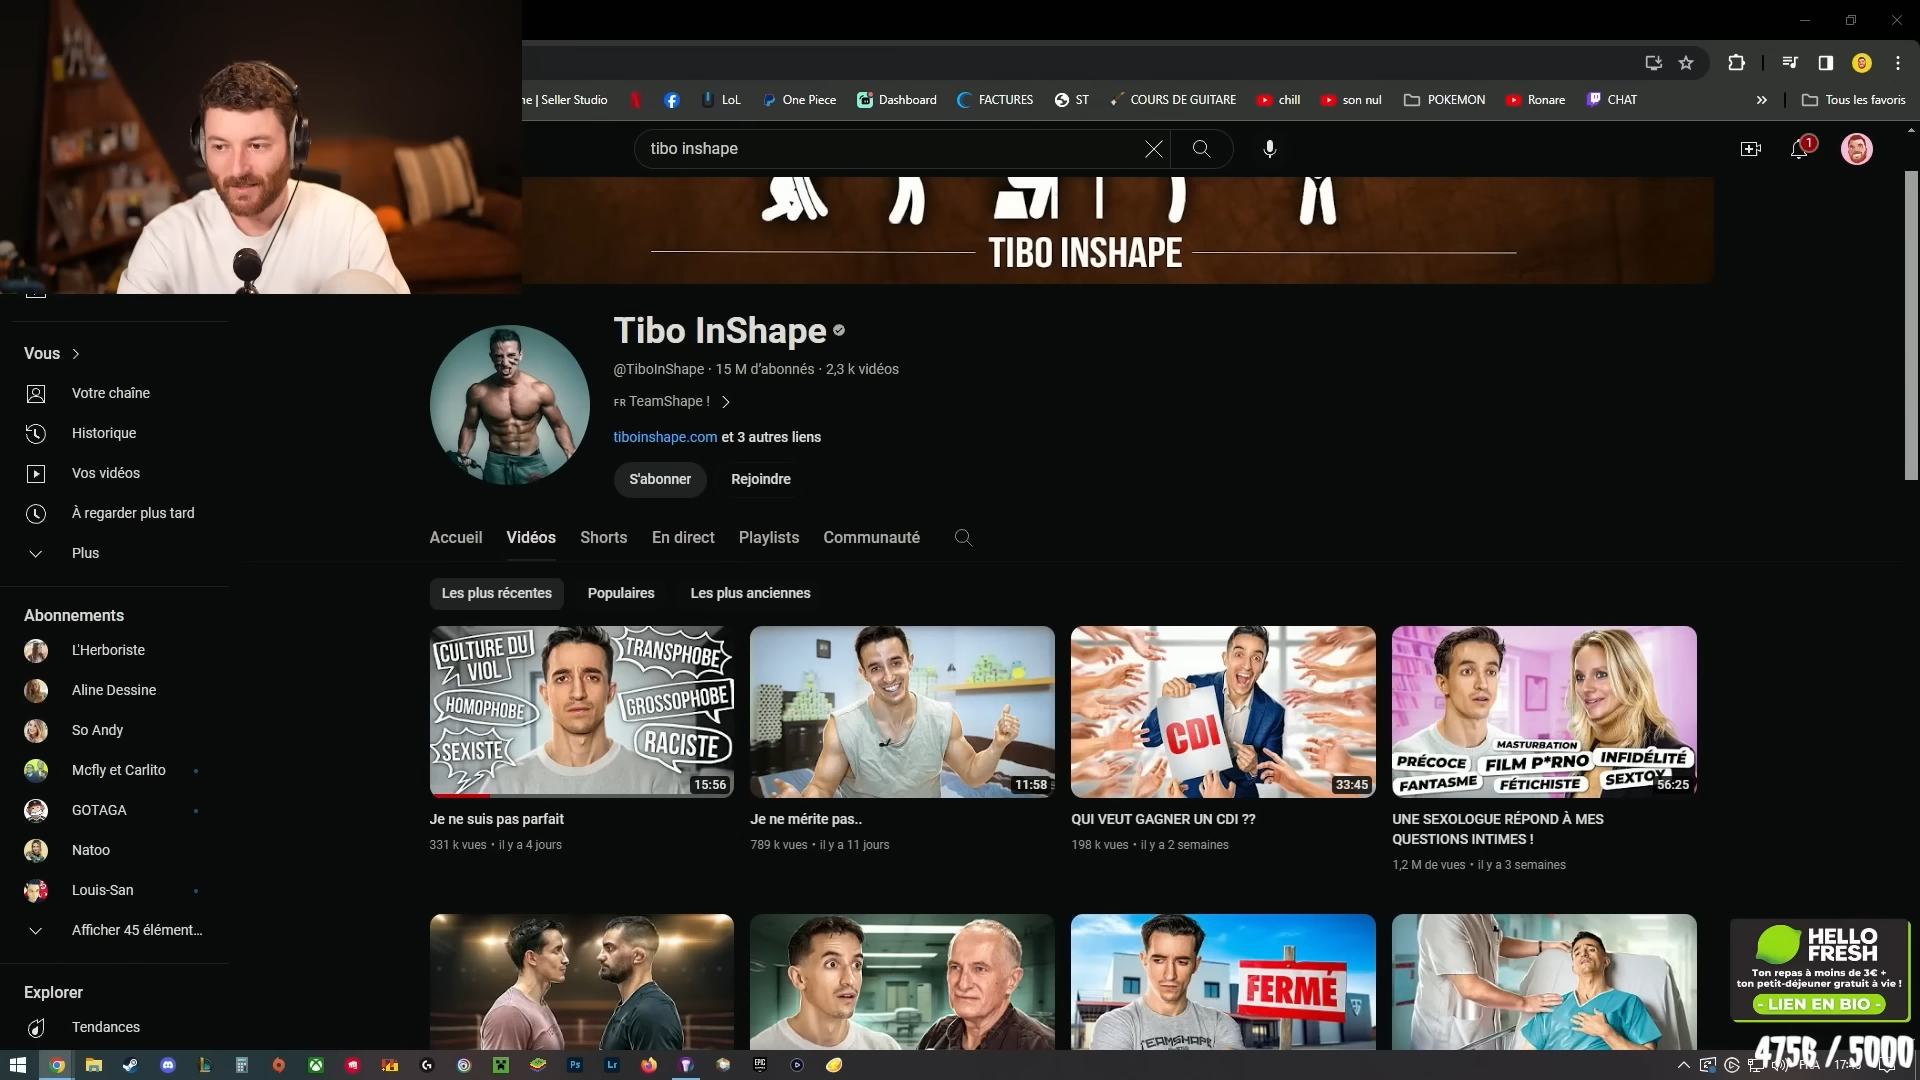 ne | Seller Studio
LoL
One Piece
Dashboard
FACTURES
ST
COURS DE GUITARE
chill
son nul
POKEMON
Ronare
CHAT
Tous les favoris
tibo inshape
1
TIBO INSHAPE
Tibo InShape
@TiboInShape · 15 M d'abonnés · 2,3 k vidéos
FR TeamShape !
tiboinshape.com et 3 autres liens
S'abonner
Rejoindre
Accueil
Vidéos
Shorts
En direct
Playlists
Communauté
Les plus récentes
Populaires
Les plus anciennes
Vous
Votre chaîne
Historique
Vos vidéos
À regarder plus tard
Plus
Abonnements
L'Herboriste
Aline Dessine
So Andy
Mcfly et Carlito
GOTAGA
Natoo
Louis-San
Afficher 45 élément...
Explorer
Tendances
CULTURE DU
VIOL
TRANSPHOBE
HOMOPHOBE
GROSSOPHOBE
SEXISTE
RACISTE
15:56
Je ne suis pas parfait
331 k vues • il y a 4 jours
11:58
Je ne mérite pas..
789 k vues • il y a 11 jours
CDI
33:45
QUI VEUT GAGNER UN CDI ??
198 k vues • il y a 2 semaines
MASTURBATION
PRÉCOCE
FILM P*RNO
INFIDÉLITÉ
FANTASME
FÉTICHISTE
SEXTOY
56:25
UNE SEXOLOGUE RÉPOND À MES
QUESTIONS INTIMES !
1,2 M de vues • il y a 3 semaines
FERMÉ
TEAMSHAPE
HELLO
FRESH
Ton repas à moins de 3€ +
ton petit-déjeuner gratuit à vie !
- LIEN EN BIO -
4756 / 5000
Ps
Lr
EPIC
FRA